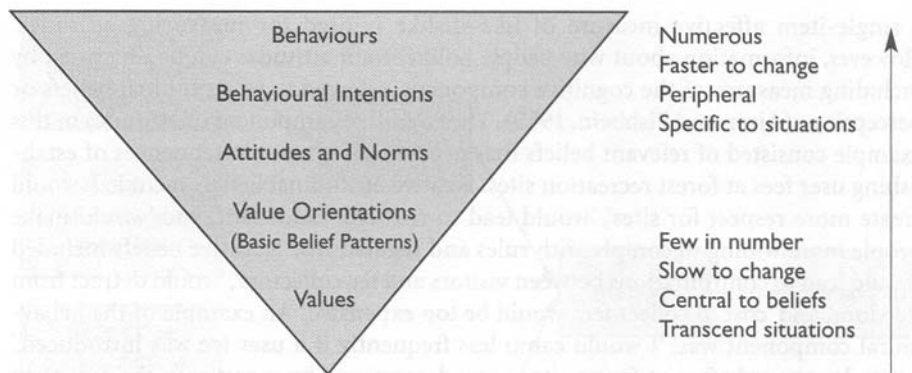 Behaviours
Behavioural Intentions
Attitudes and Norms
Value Orientations
(Basic Belief Patterns)
Values
Numerous
Faster to change
Peripheral
Specific to situations
Few in number
Slow to change
Central to beliefs
Transcend situations